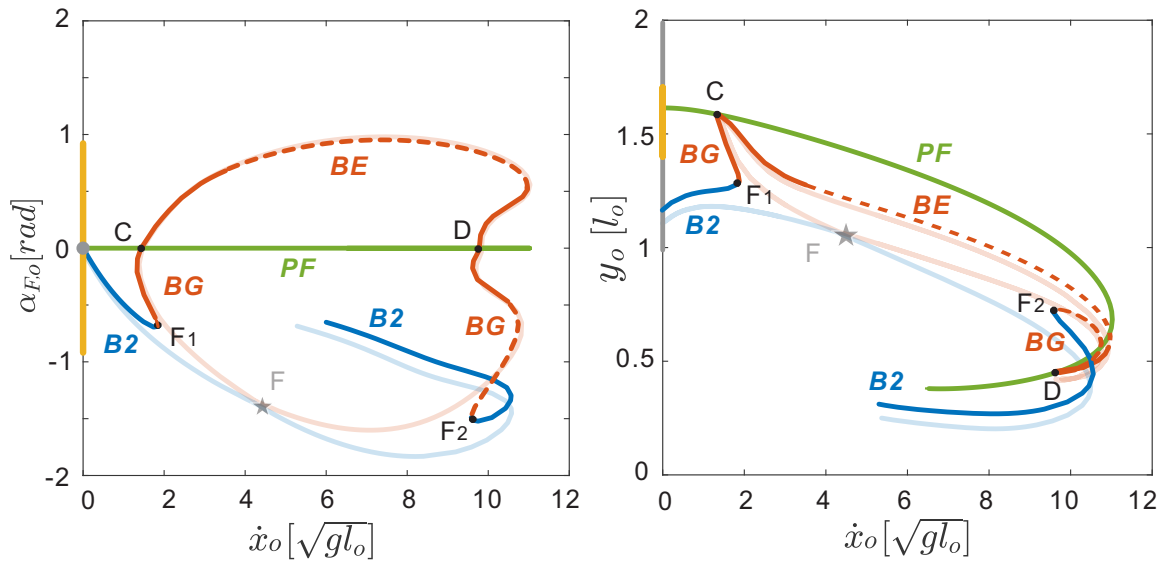 2
1
0
-1
-2
α_{F,o} [rad]
C
D
BE
PF
BG
B2
F1
F
B2
BG
F2
0 2 4 6 8 10 12
ẋ_o [√gl_o]
2
1.5
1
0.5
0
y_o [l_o]
C
PF
BG
F1
B2
BE
F
F2
BG
B2
D
0 2 4 6 8 10 12
ẋ_o [√gl_o]